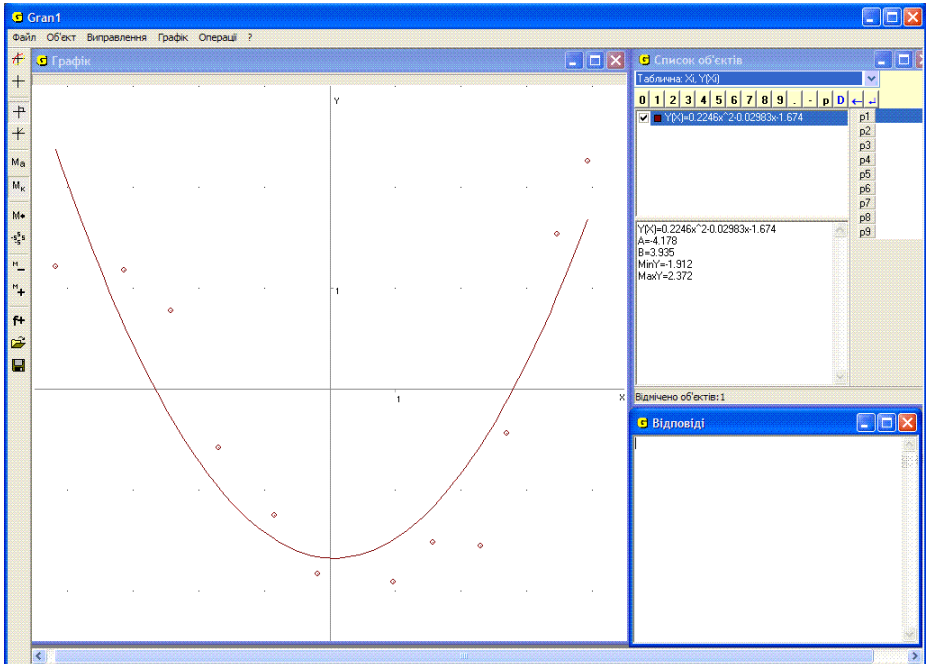 Gran1
Файл Об'єкт Виправлення Графік Операції ?
Графік
Y
1
1
X
Список об'єктів
Таблична: Xi, Y(Xi)
0 1 2 3 4 5 6 7 8 9 . - p D ← ↵
Y(X)=0.2246x^2-0.02983x-1.674
p1
p2
p3
p4
p5
p6
p7
p8
p9
Y(X)=0.2246x^2-0.02983x-1.674
A=-4.178
B=3.935
MinY=-1.912
MaxY=2.372
Відмічено об'єктів:1
Відповіді
Ma
Mк
M+
M
M+
f+